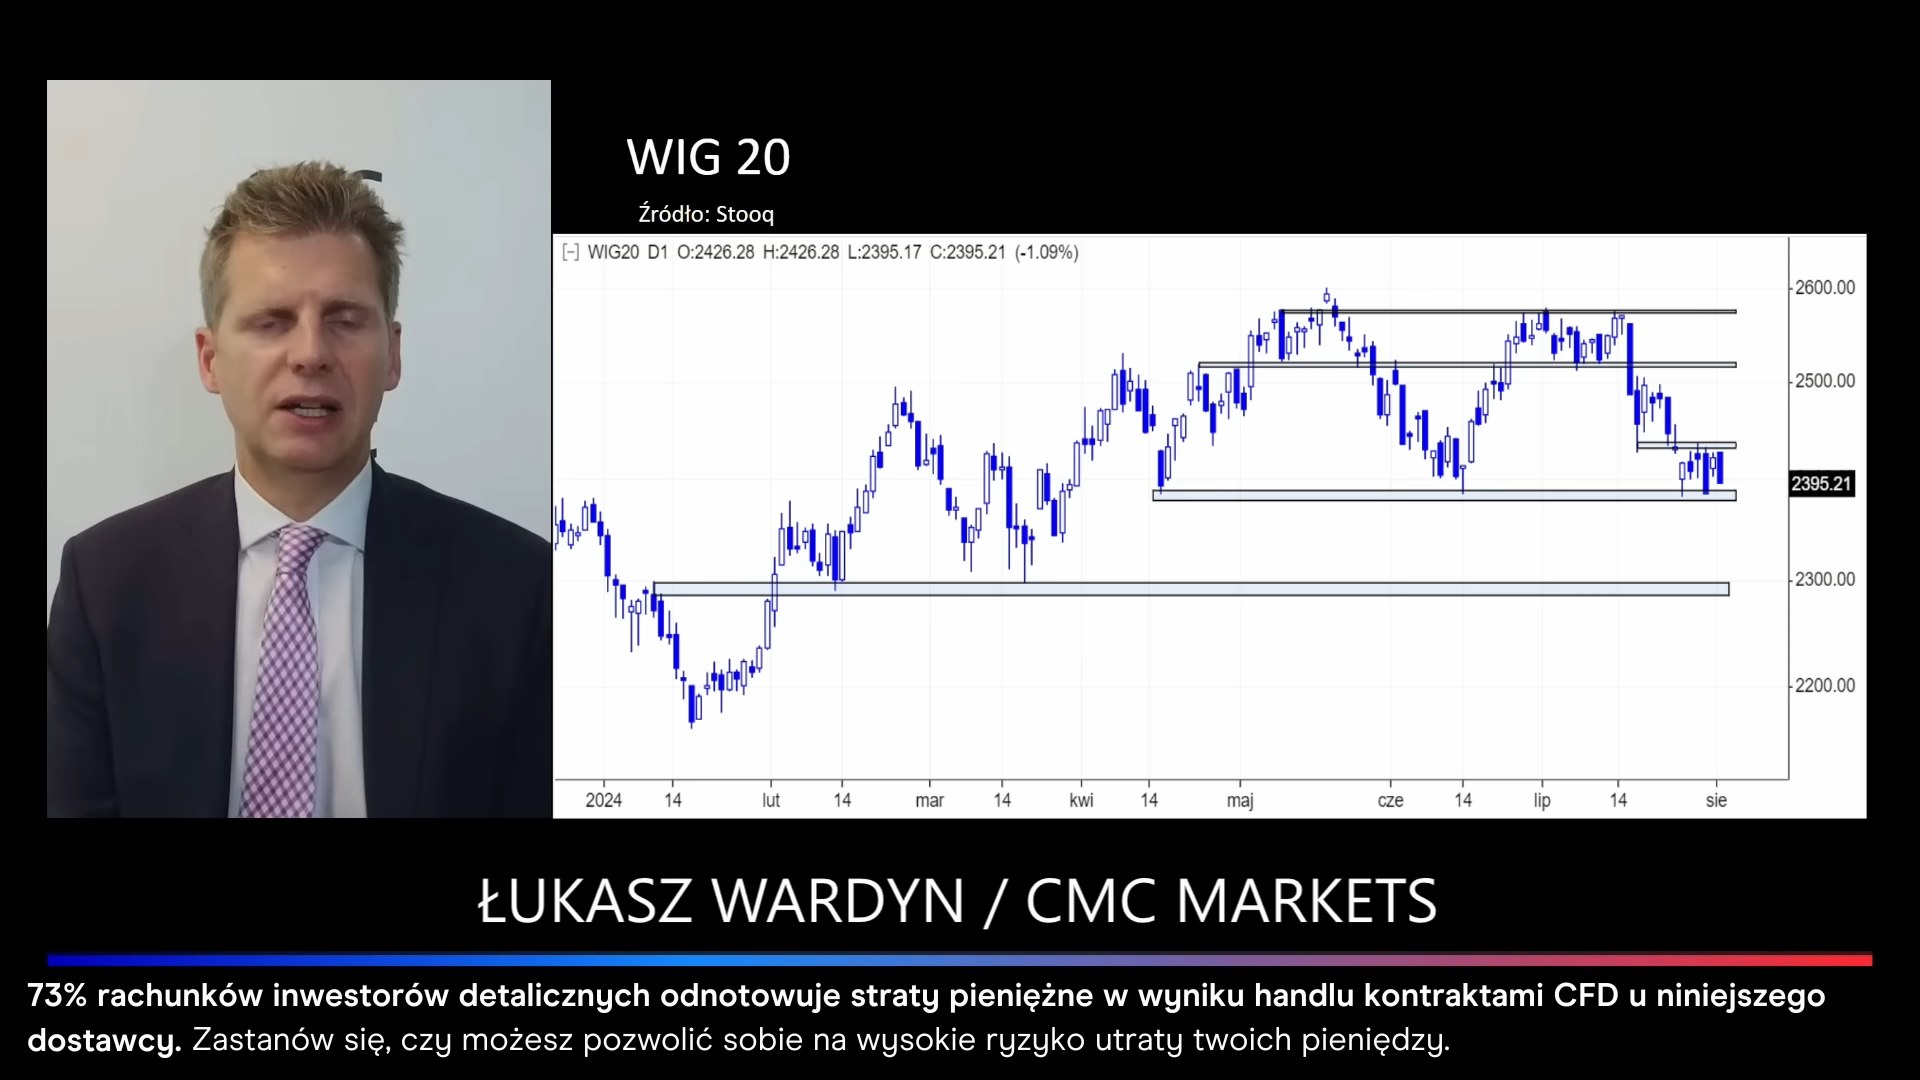 WIG 20
Źródło: Stooq
[-] WIG20 D1 O:2426.28 H:2426.28 L:2395.17 C:2395.21 (-1.09%)
2600.00
2500.00
2395.21
2300.00
2200.00
2024 14 lut 14 mar 14 kwi 14 maj cze 14 lip 14 sie
ŁUKASZ WARDYN / CMC MARKETS
73% rachunków inwestorów detalicznych odnotowuje straty pieniężne w wyniku handlu kontraktami CFD u niniejszego
dostawcy. Zastanów się, czy możesz pozwolić sobie na wysokie ryzyko utraty twoich pieniędzy.